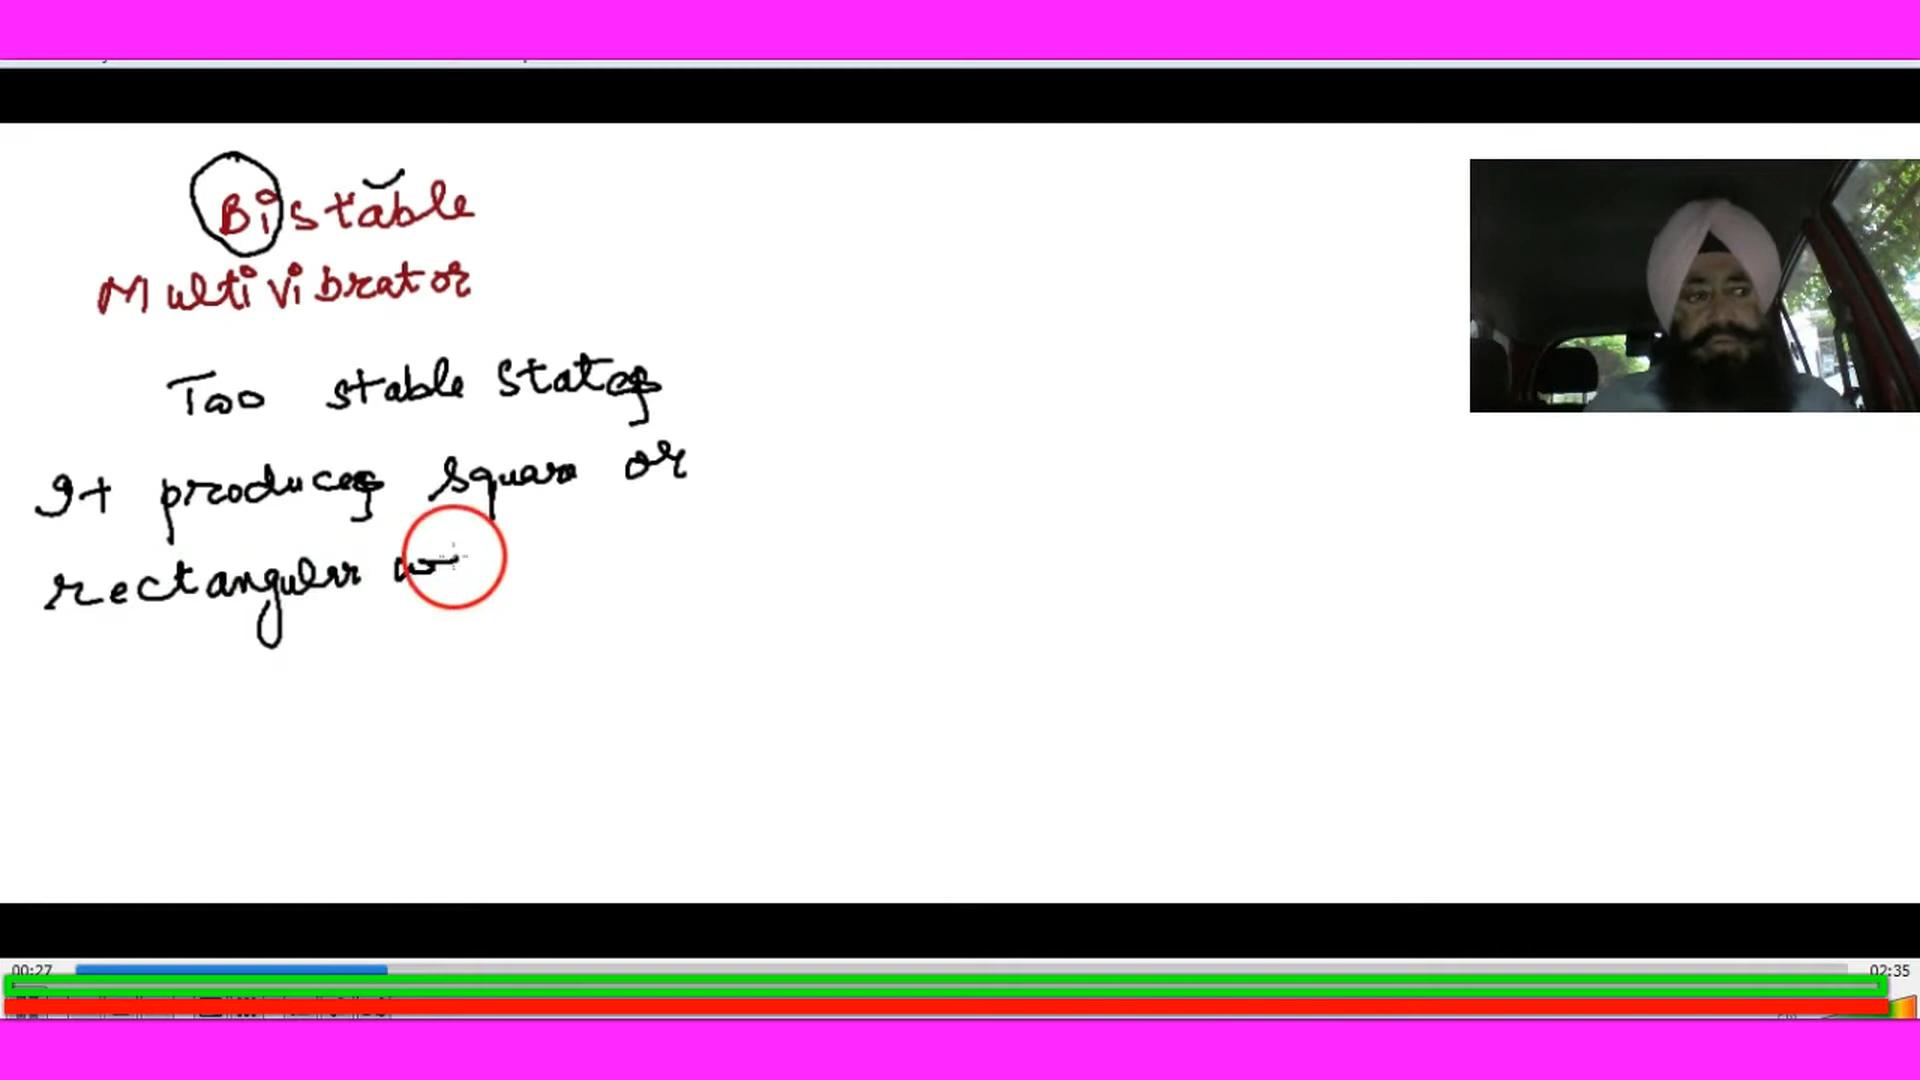 Bistable
Multivibrator
Two stable states
It produces square or
rectangular w
00:27
02:35